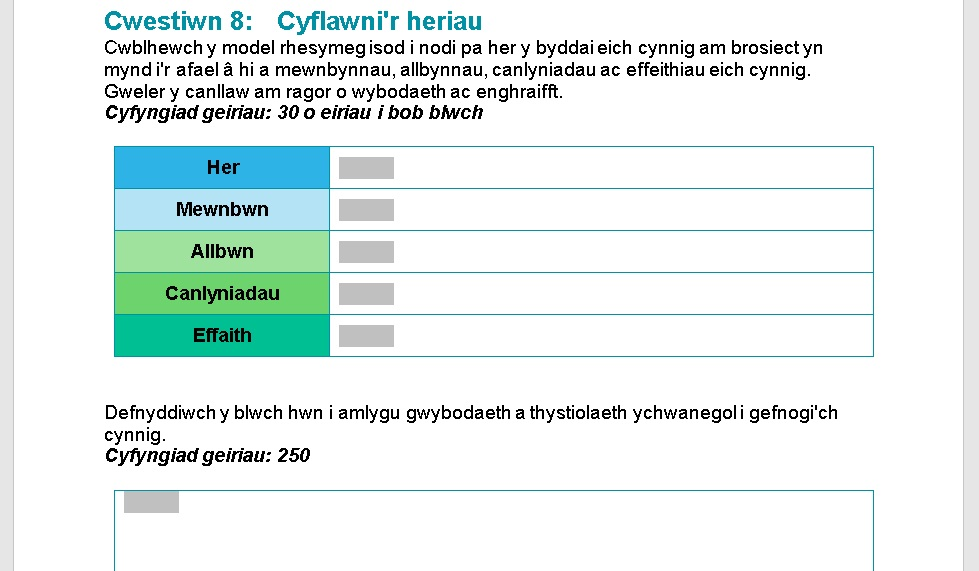 Cwestiwn 8: Cyflawni'r heriau
Cwblhewch y model rhesymeg isod i nodi pa her y byddai eich cynnig am brosiect yn
mynd i'r afael â hi a mewnbynnau, allbynnau, canlyniadau ac effeithiau eich cynnig.
Gweler y canllaw am ragor o wybodaeth ac enghraifft.
Cyfyngiad geiriau: 30 o eiriau i bob blwch
Her
Mewnbwn
Allbwn
Canlyniadau
Effaith
Defnyddiwch y blwch hwn i amlygu gwybodaeth a thystiolaeth ychwanegol i gefnogi'ch
cynnig.
Cyfyngiad geiriau: 250